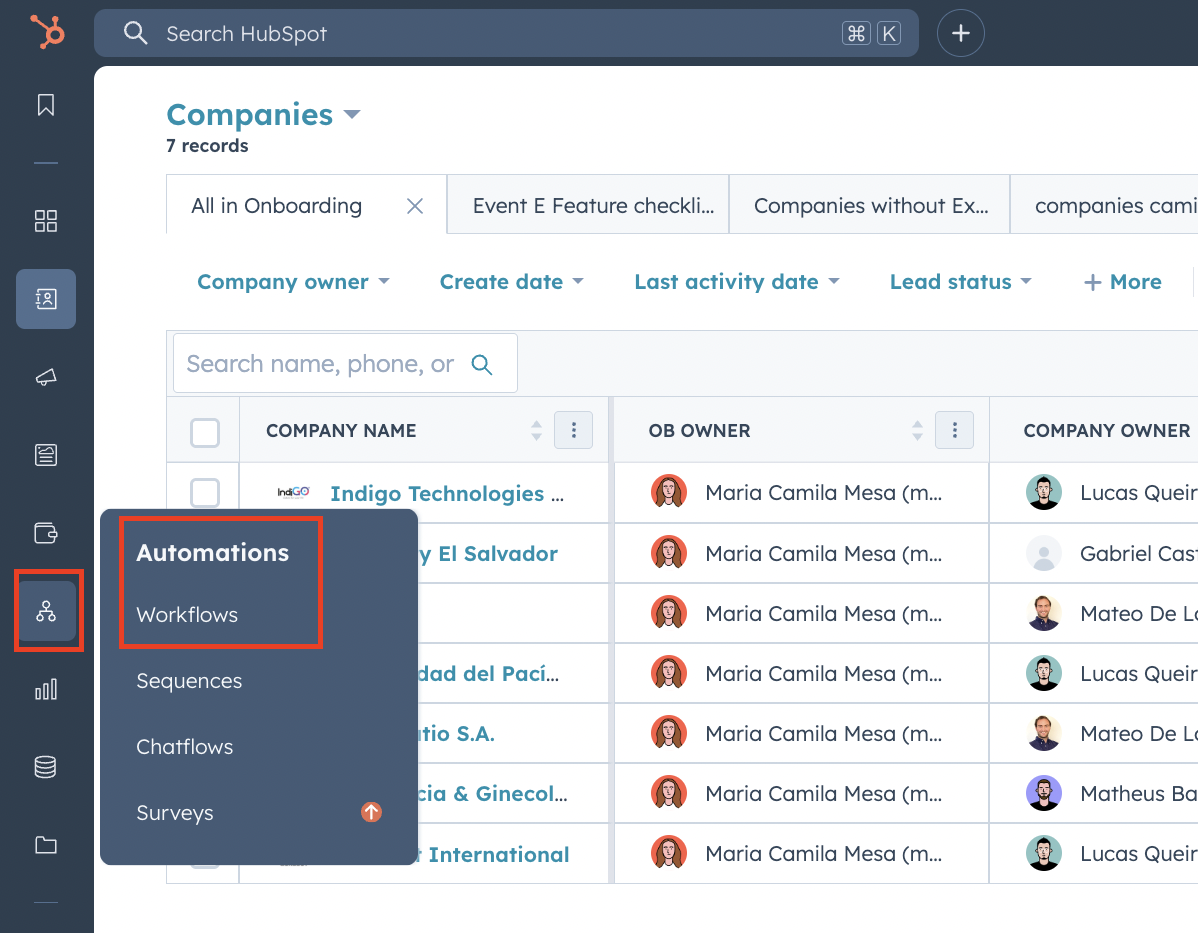 Search HubSpot
⌘ K
Companies
7 records
All in Onboarding
Event E Feature checkli...
Companies without Ex...
companies cami
Company owner
Create date
Last activity date
Lead status
+ More
Search name, phone, or
COMPANY NAME
OB OWNER
COMPANY OWNER
IndiGO Indigo Technologies ... Maria Camila Mesa (m... Lucas Queir
y El Salvador Maria Camila Mesa (m... Gabriel Cast
Maria Camila Mesa (m... Mateo De Lo
dad del Pací... Maria Camila Mesa (m... Lucas Queir
tio S.A. Maria Camila Mesa (m... Mateo De Lo
cia & Ginecol... Maria Camila Mesa (m... Matheus Ba
t International Maria Camila Mesa (m... Lucas Queir
Automations
Workflows
Sequences
Chatflows
Surveys